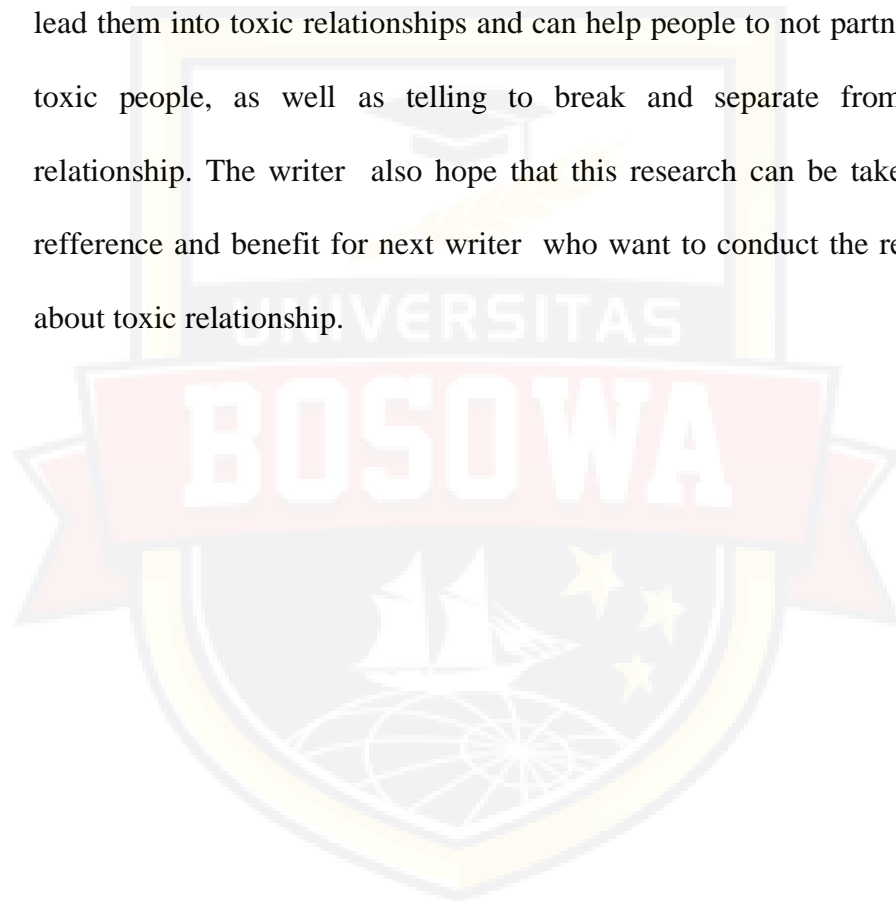 lead them into toxic relationships and can help people to not partn
toxic people, as well as telling to break and separate from
relationship. The writer also hope that this research can be take
refference and benefit for next writer who want to conduct the re
about toxic relationship.
UNIVERSITAS
BOSOWA